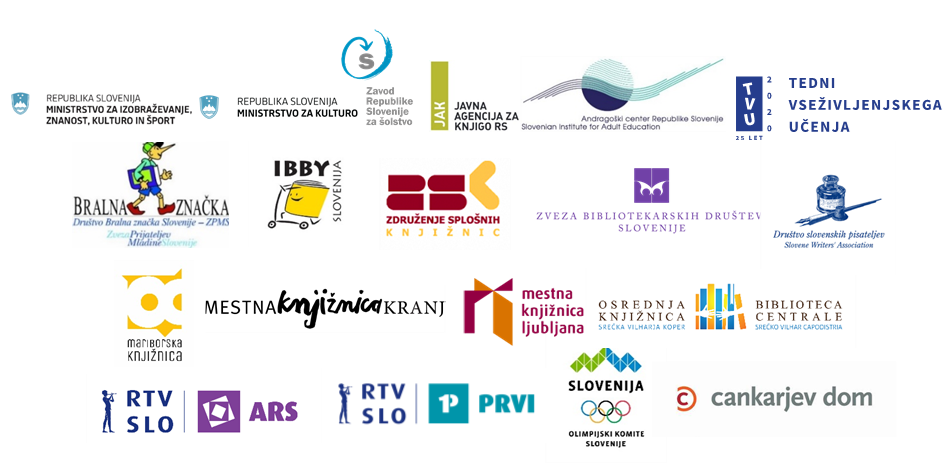 REPUBLIKA SLOVENIJA
MINISTRSTVO ZA IZOBRAŽEVANJE,
ZNANOST, KULTURO IN ŠPORT
REPUBLIKA SLOVENIJA
MINISTRSTVO ZA KULTURO
Š
Zavod
Republike
Slovenije
za šolstvo
JAK
JAVNA
AGENCIJA ZA
KNJIGO RS
Andragoški center Republike Slovenije
Slovenian Institute for Adult Education
TVU
2020
25 LET
TEDNI
VSEŽIVLJENJSKEGA
UČENJA
BRALNA ZNAČKA
Društvo Bralna značka Slovenije – ZPMS
Zveza Prijateljev
Mladine Slovenije
IBBY
SLOVENIJA
ZDRUŽENJE SPLOŠNIH
KNJIŽNIC
ZVEZA BIBLIOTEKARSKIH DRUŠTEV
SLOVENIJE
Društvo slovenskih pisateljev
Slovene Writers' Association
mariborska
knjižnica
MESTNA knjižnica KRANJ
mestna
knjižnica
ljubljana
OSREDNJA
KNJIŽNICA
SREČKA VILHARJA KOPER
BIBLIOTECA
CENTRALE
SREČKO VILHAR CAPODISTRIA
RTV
SLO
ARS
RTV
SLO
1P
PRVI
SLOVENIJA
OLIMPIJSKI KOMITE
SLOVENIJE
c
cankarjev dom